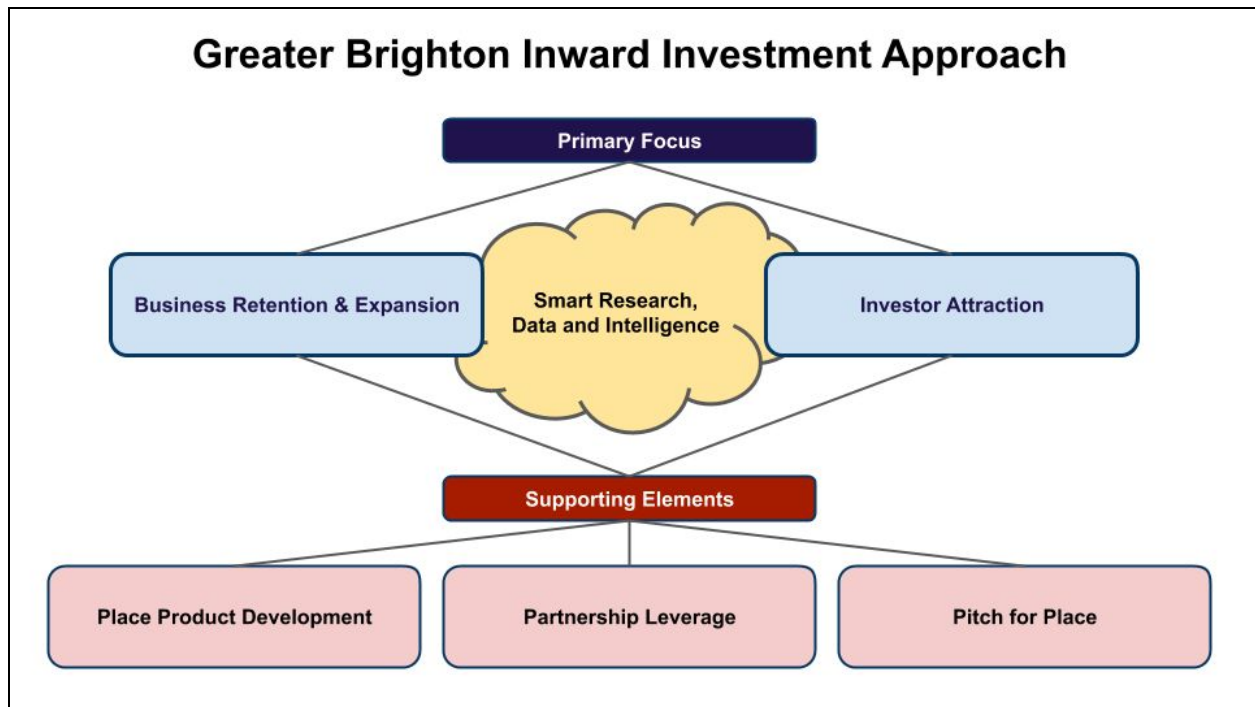 Greater Brighton Inward Investment Approach
Primary Focus
Business Retention & Expansion
Smart Research,
Data and Intelligence
Investor Attraction
Supporting Elements
Place Product Development
Partnership Leverage
Pitch for Place